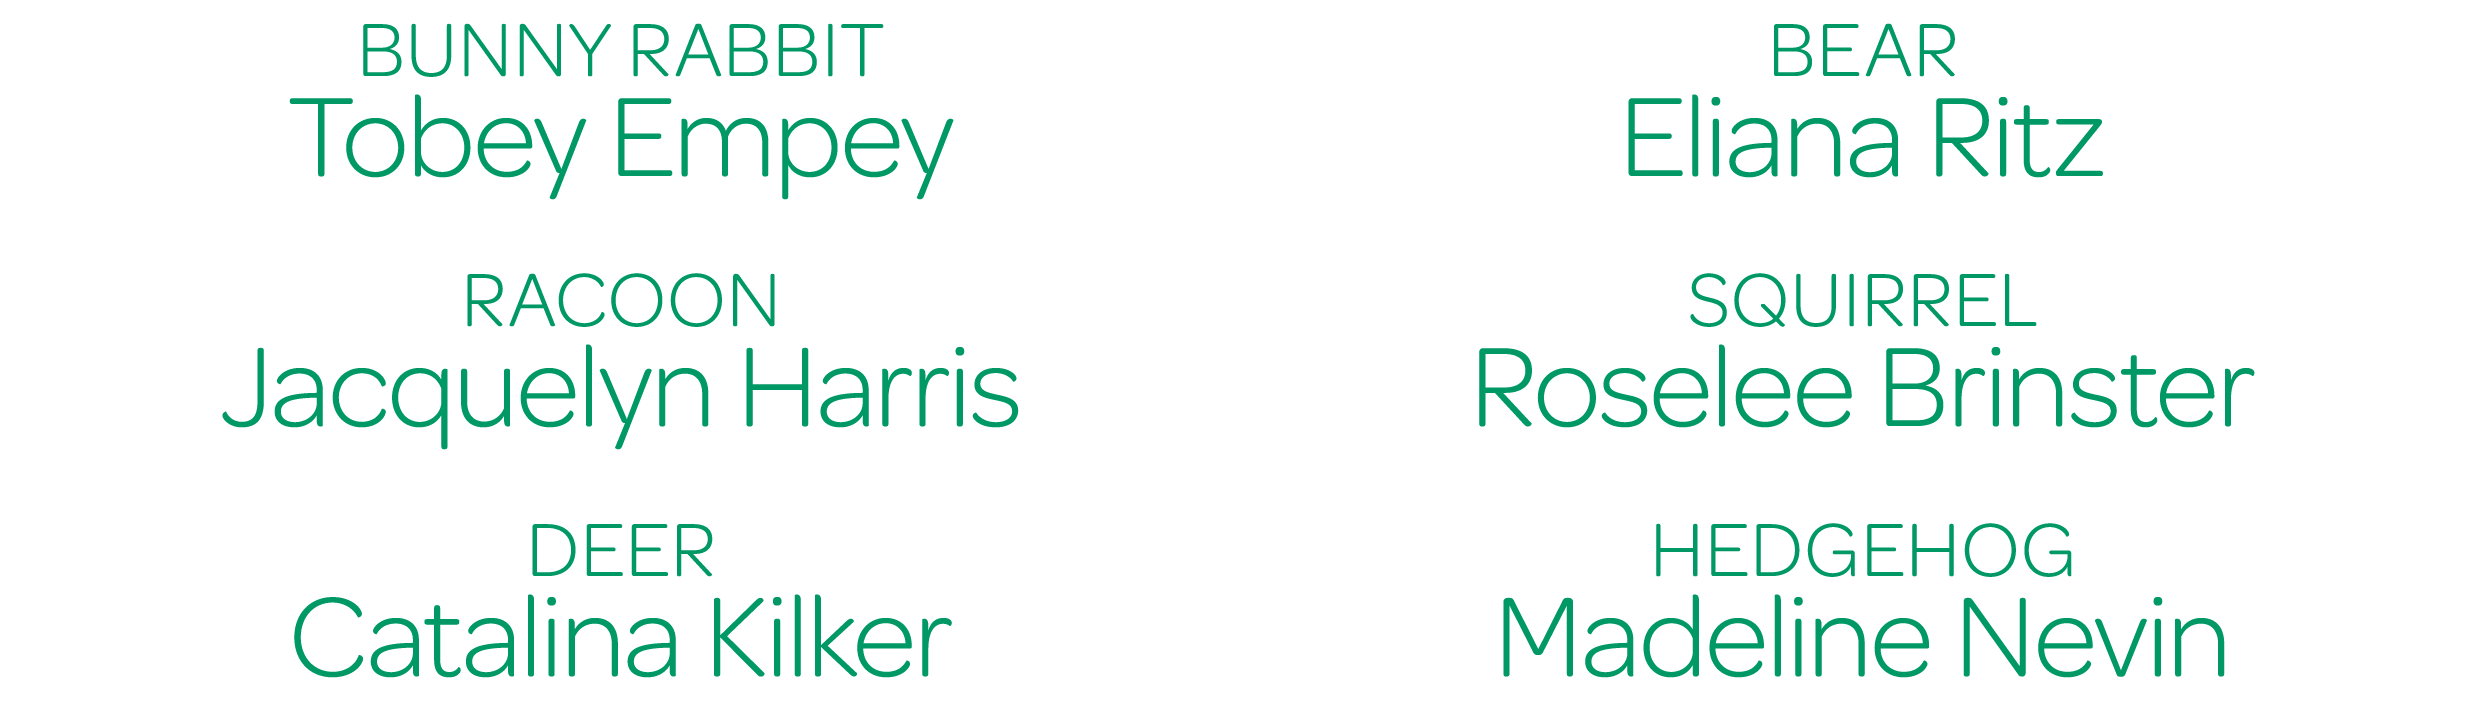 BUNNY RABBIT
Tobey Empey
BEAR
Eliana Ritz
RACOON
Jacquelyn Harris
SQUIRREL
Roselee Brinster
DEER
Catalina Kilker
HEDGEHOG
Madeline Nevin